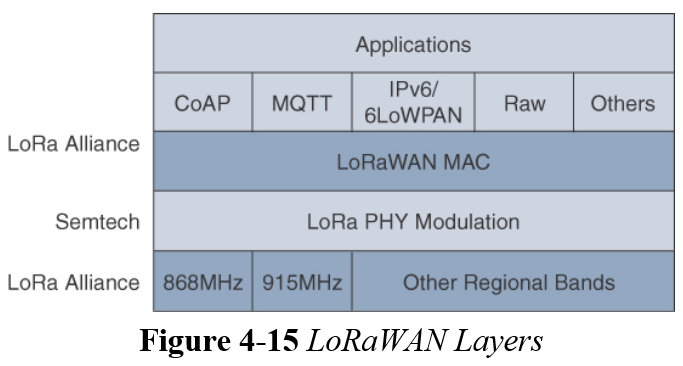 Applications
CoAP MQTT IPv6/ 6LoWPAN Raw Others
LoRa Alliance
LoRaWAN MAC
Semtech LoRa PHY Modulation
LoRa Alliance 868MHz 915MHz Other Regional Bands
Figure 4-15 LoRaWAN Layers